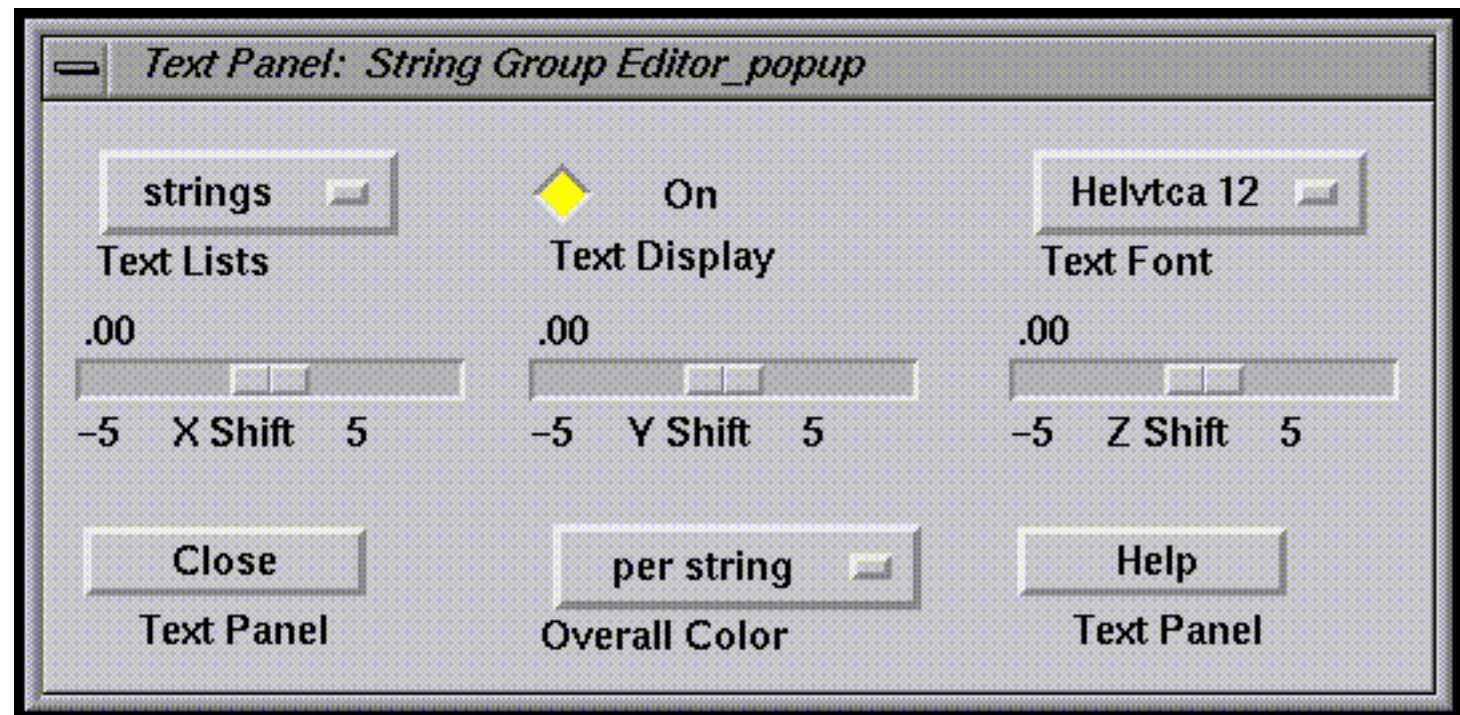 Text Panel: String Group Editor_popup
strings On Helvtca 12
Text Lists Text Display Text Font
.00 .00 .00
–5 X Shift 5 –5 Y Shift 5 –5 Z Shift 5
Close per string Help
Text Panel Overall Color Text Panel